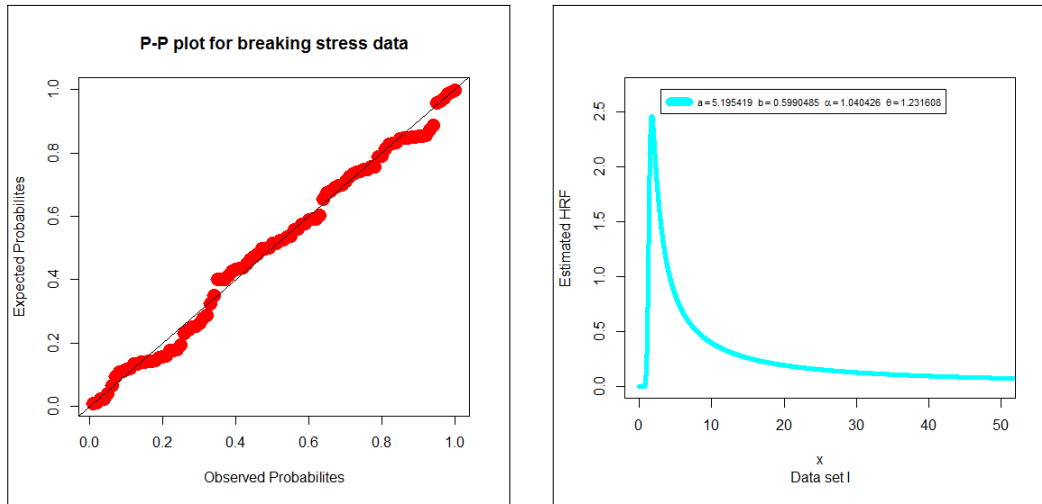 P-P plot for breaking stress data
Expected Probabilites
0.0 0.2 0.4 0.6 0.8 1.0
0.0 0.2 0.4 0.6 0.8 1.0
Observed Probabilites
a = 5.195419 b = 0.5990485 α = 1.040426 θ = 1.231608
Estimated HRF
0.0 0.5 1.0 1.5 2.0 2.5
0 10 20 30 40 50
x
Data set I